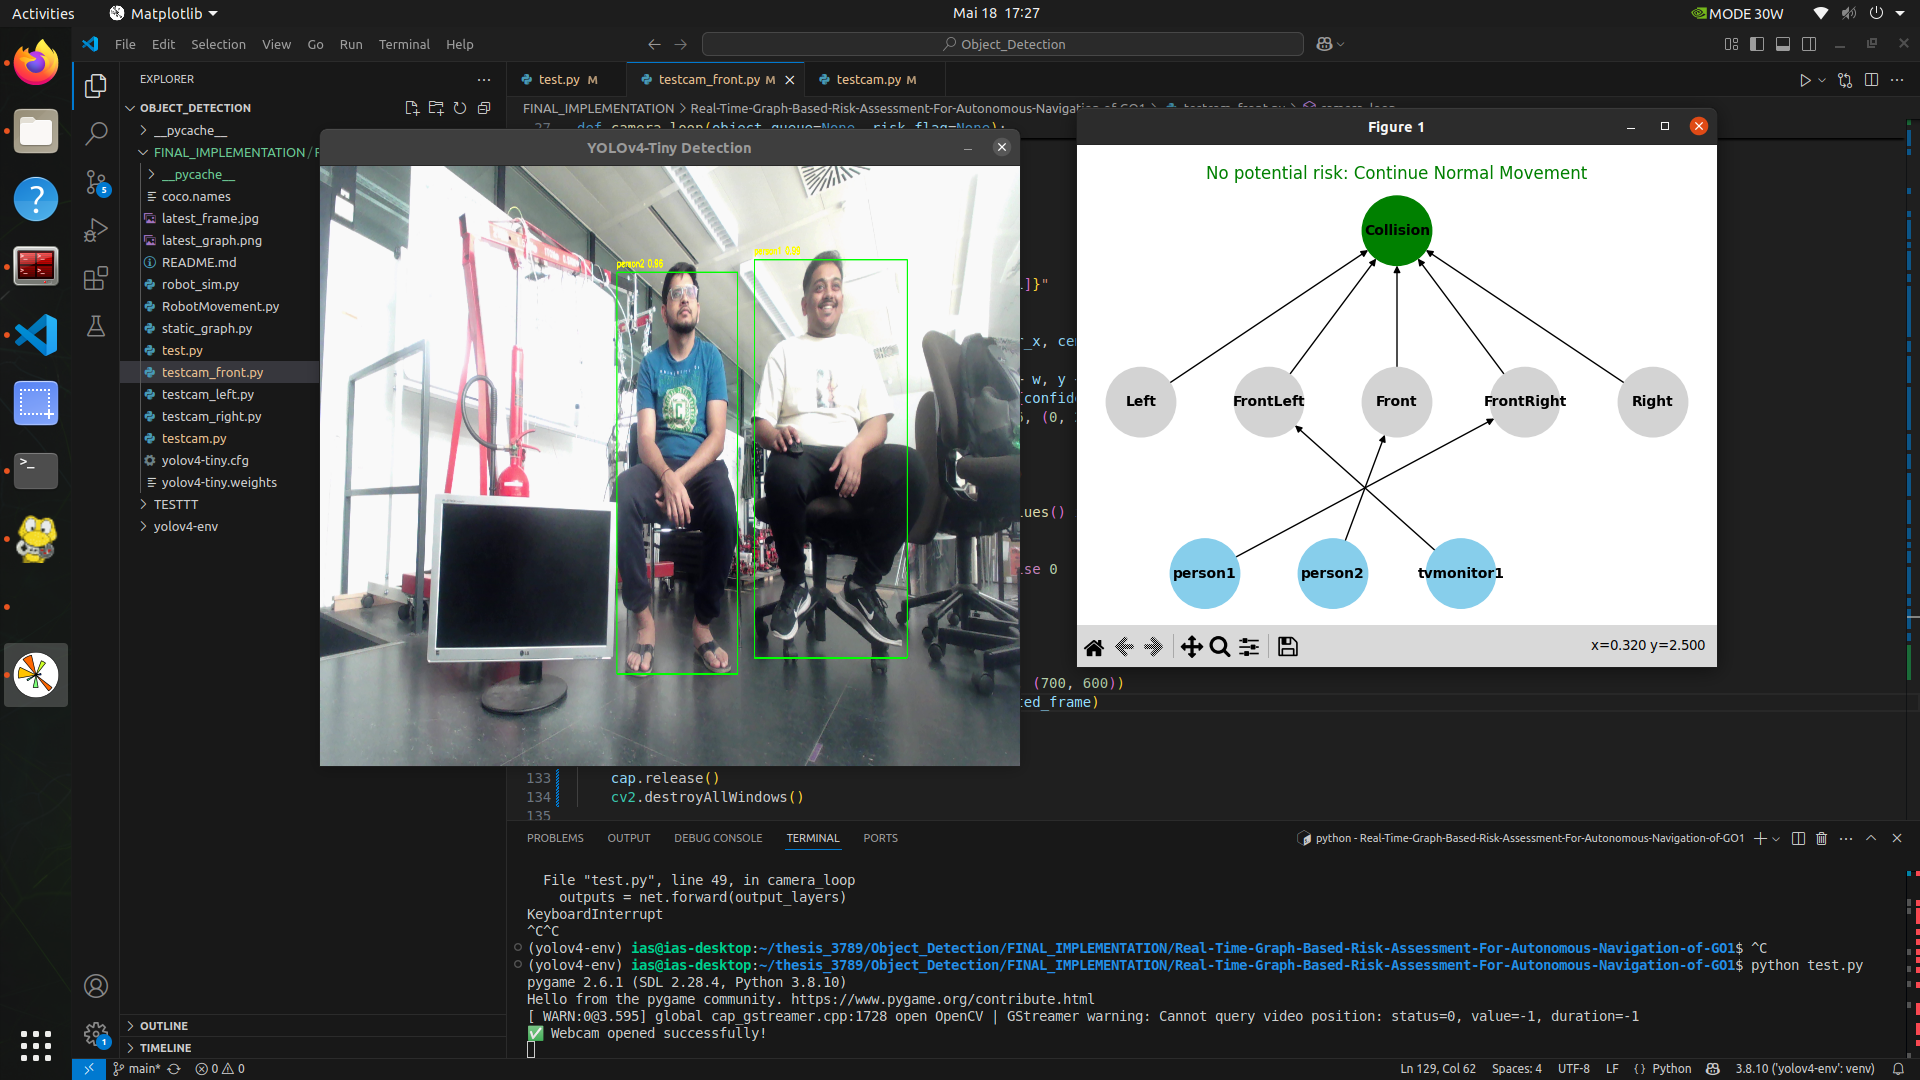 Activities
Matplotlib
Mai 18 17:27
MODE 30W
File Edit Selection View Go Run Terminal Help
Object_Detection
EXPLORER
OBJECT_DETECTION
__pycache__
FINAL_IMPLEMENTATION /
__pycache__
coco.names
latest_frame.jpg
latest_graph.png
README.md
robot_sim.py
RobotMovement.py
static_graph.py
test.py
testcam_front.py
testcam_left.py
testcam_right.py
testcam.py
yolov4-tiny.cfg
yolov4-tiny.weights
TESTTT
yolov4-env
OUTLINE
TIMELINE
5
1
test.py M
testcam_front.py M
testcam.py M
FINAL_IMPLEMENTATION > Real-Time-Graph-Based-Risk-Assessment-For-Autonomous-Navigation-of-GO1
YOLOv4-Tiny Detection
person2 0.96
LG
]}"
_x, ce
w, y
(confide
, (0,
ues()
se 0
(700, 600))
ed_frame)
133 cap.release()
134 cv2.destroyAllWindows()
135
Figure 1
No potential risk: Continue Normal Movement
Collision
Left FrontLeft Front FrontRight Right
person1 person2 tvmonitor1
x=0.320 y=2.500
PROBLEMS OUTPUT DEBUG CONSOLE TERMINAL PORTS
python - Real-Time-Graph-Based-Risk-Assessment-For-Autonomous-Navigation-of-GO1
File "test.py", line 49, in camera_loop
outputs = net.forward(output_layers)
KeyboardInterrupt
^C^C
(yolov4-env) ias@ias-desktop:~/thesis_3789/Object_Detection/FINAL_IMPLEMENTATION/Real-Time-Graph-Based-Risk-Assessment-For-Autonomous-Navigation-of-GO1$ ^C
(yolov4-env) ias@ias-desktop:~/thesis_3789/Object_Detection/FINAL_IMPLEMENTATION/Real-Time-Graph-Based-Risk-Assessment-For-Autonomous-Navigation-of-GO1$ python test.py
pygame 2.6.1 (SDL 2.28.4, Python 3.8.10)
Hello from the pygame community. https://www.pygame.org/contribute.html
[ WARN:0@3.595] global cap_gstreamer.cpp:1728 open OpenCV | GStreamer warning: Cannot query video position: status=0, value=-1, duration=-1
✅ Webcam opened successfully!
main* 0 0
Ln 129, Col 62 Spaces: 4 UTF-8 LF {} Python 3.8.10 ('yolov4-env': venv)